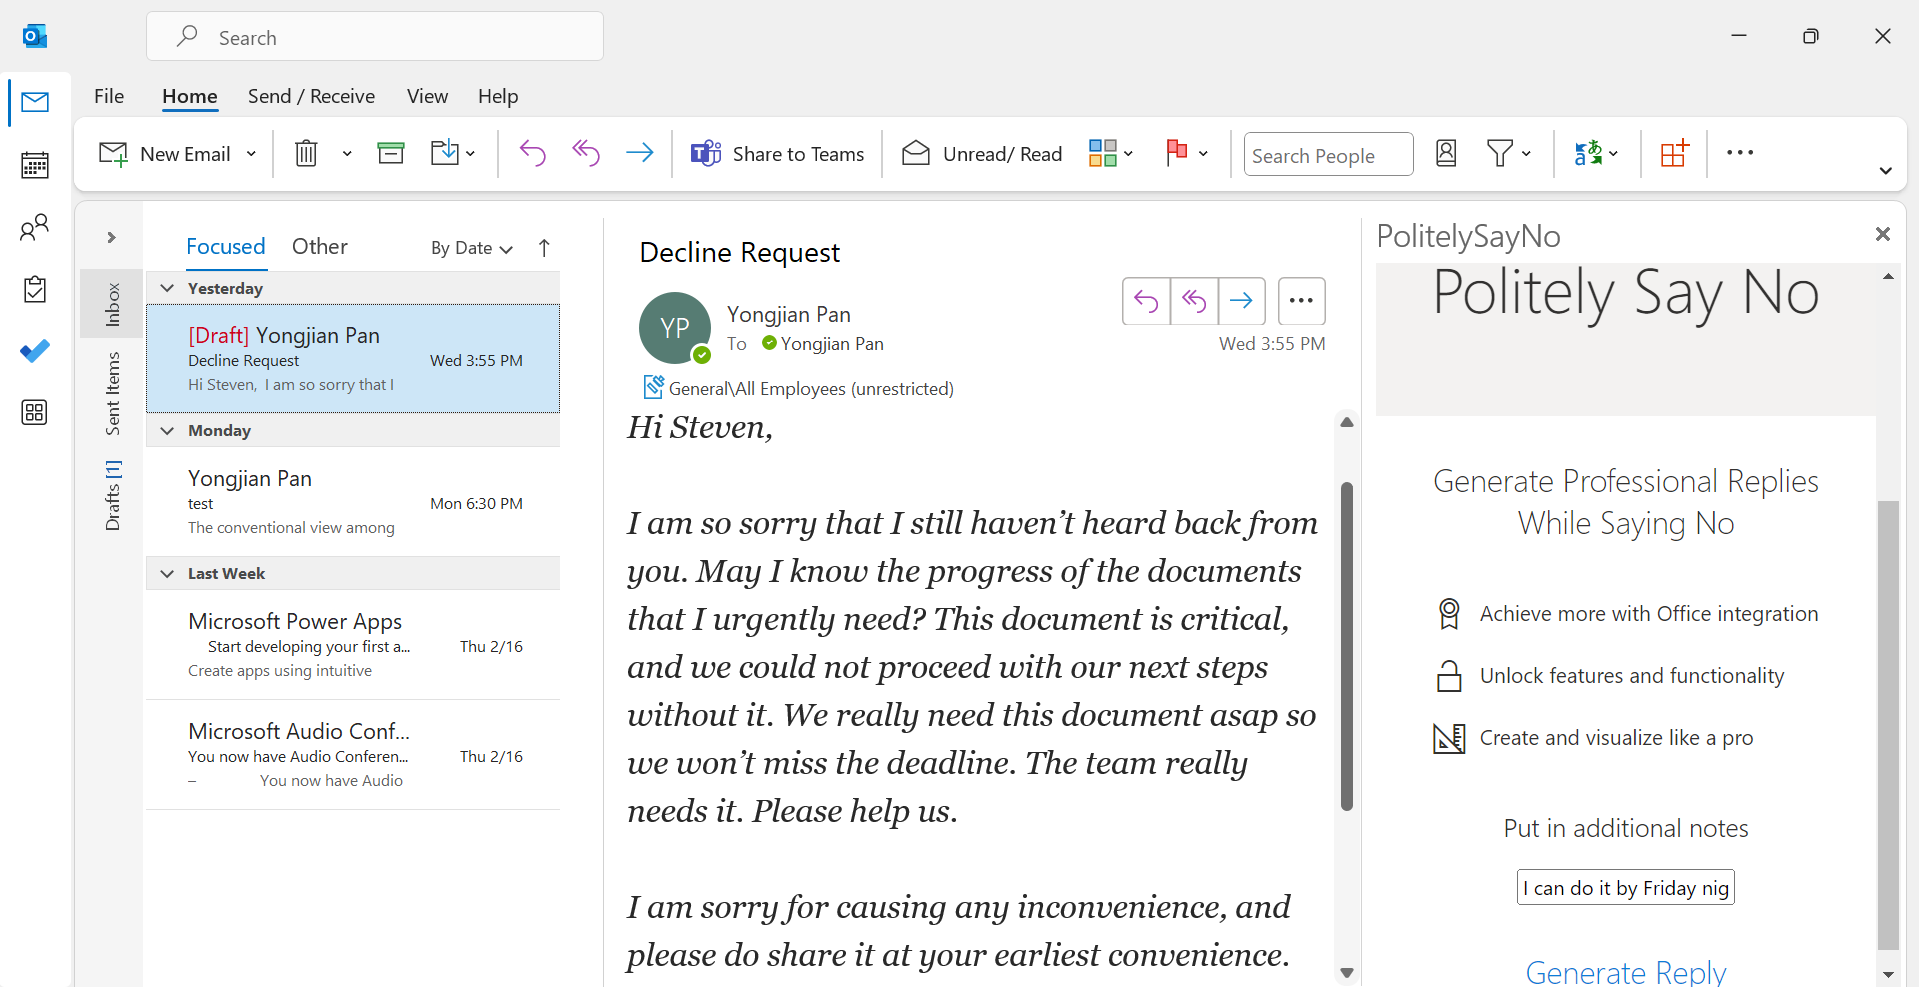 Search
File
Home
Send / Receive
View
Help
New Email
Share to Teams
Unread/ Read
Search People
Focused
Other
By Date
Inbox
Sent Items
Drafts [1]
Yesterday
[Draft] Yongjian Pan
Decline Request
Wed 3:55 PM
Hi Steven, I am so sorry that I
Monday
Yongjian Pan
test
Mon 6:30 PM
The conventional view among
Last Week
Microsoft Power Apps
Start developing your first a...
Thu 2/16
Create apps using intuitive
Microsoft Audio Conf...
You now have Audio Conferen...
Thu 2/16
– You now have Audio
Decline Request
YP
Yongjian Pan
To Yongjian Pan
Wed 3:55 PM
General\All Employees (unrestricted)
Hi Steven,
I am so sorry that I still haven’t heard back from
you. May I know the progress of the documents
that I urgently need? This document is critical,
and we could not proceed with our next steps
without it. We really need this document asap so
we won’t miss the deadline. The team really
needs it. Please help us.
I am sorry for causing any inconvenience, and
please do share it at your earliest convenience.
PolitelySayNo
Politely Say No
Generate Professional Replies
While Saying No
Achieve more with Office integration
Unlock features and functionality
Create and visualize like a pro
Put in additional notes
I can do it by Friday nig
Generate Reply